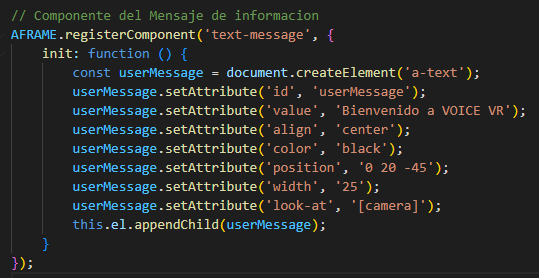 // Componente del Mensaje de informacion
AFRAME.registerComponent('text-message', {
    init: function () {
        const userMessage = document.createElement('a-text');
        userMessage.setAttribute('id', 'userMessage');
        userMessage.setAttribute('value', 'Bienvenido a VOICE VR');
        userMessage.setAttribute('align', 'center');
        userMessage.setAttribute('color', 'black');
        userMessage.setAttribute('position', '0 20 -45');
        userMessage.setAttribute('width', '25');
        userMessage.setAttribute('look-at', '[camera]');
        this.el.appendChild(userMessage);
    }
});